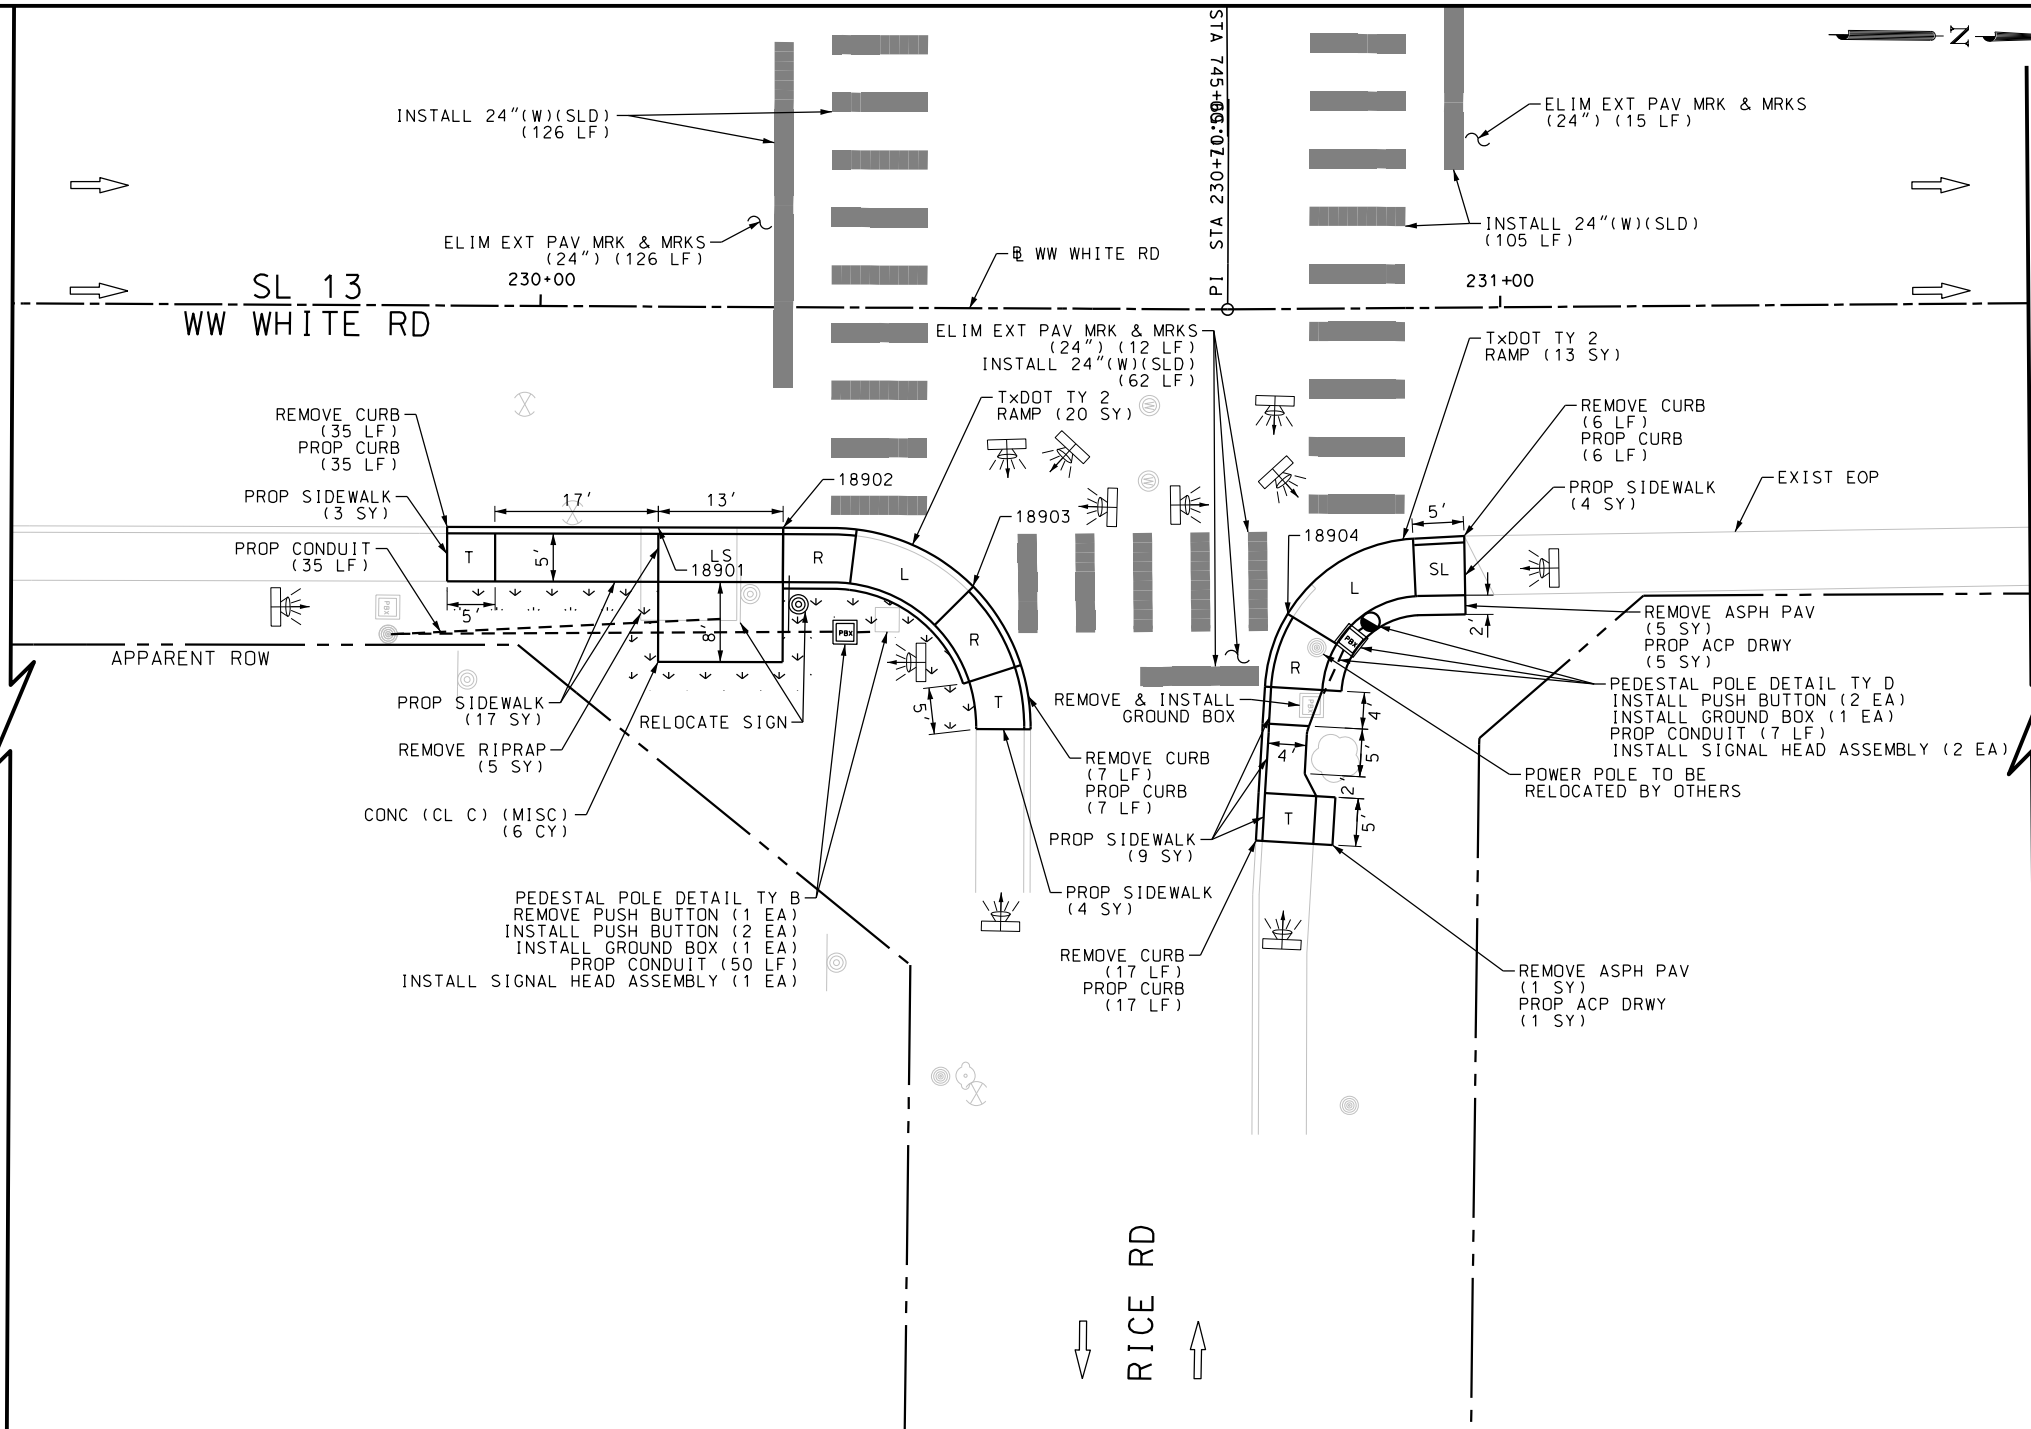 STA 745+
STA 230+
PI
N
INSTALL 24"(W)(SLD)
(126 LF)
ELIM EXT PAV MRK & MRKS
(24") (15 LF)
ELIM EXT PAV MRK & MRKS
(24") (126 LF)
INSTALL 24"(W)(SLD)
(105 LF)
WW WHITE RD
SL 13
WW WHITE RD
230+00
231+00
ELIM EXT PAV MRK & MRKS
(24") (12 LF)
INSTALL 24"(W)(SLD)
(62 LF)
TxDOT TY 2
RAMP (13 SY)
TxDOT TY 2
RAMP (20 SY)
REMOVE CURB
(35 LF)
PROP CURB
(35 LF)
REMOVE CURB
(6 LF)
PROP CURB
(6 LF)
PROP SIDEWALK
(3 SY)
17'
13'
18902
18903
18904
5'
PROP SIDEWALK
(4 SY)
EXIST EOP
PROP CONDUIT
(35 LF)
T
5'
LS
18901
R
L
R
T
L
SL
R
5'
8'
5'
2'
PBX
PBX
PBX
PBX
W
W
APPARENT ROW
REMOVE ASPH PAV
(5 SY)
PROP ACP DRWY
(5 SY)
PROP SIDEWALK
(17 SY)
RELOCATE SIGN
REMOVE & INSTALL
GROUND BOX
PEDESTAL POLE DETAIL TY D
INSTALL PUSH BUTTON (2 EA)
INSTALL GROUND BOX (1 EA)
PROP CONDUIT (7 LF)
INSTALL SIGNAL HEAD ASSEMBLY (2 EA)
REMOVE RIPRAP
(5 SY)
4'
4'
5'
2'
5'
T
REMOVE CURB
(7 LF)
PROP CURB
(7 LF)
POWER POLE TO BE
RELOCATED BY OTHERS
CONC (CL C) (MISC)
(6 CY)
PROP SIDEWALK
(9 SY)
PROP SIDEWALK
(4 SY)
PEDESTAL POLE DETAIL TY B
REMOVE PUSH BUTTON (1 EA)
INSTALL PUSH BUTTON (2 EA)
INSTALL GROUND BOX (1 EA)
PROP CONDUIT (50 LF)
INSTALL SIGNAL HEAD ASSEMBLY (1 EA)
REMOVE CURB
(17 LF)
PROP CURB
(17 LF)
REMOVE ASPH PAV
(1 SY)
PROP ACP DRWY
(1 SY)
RICE RD